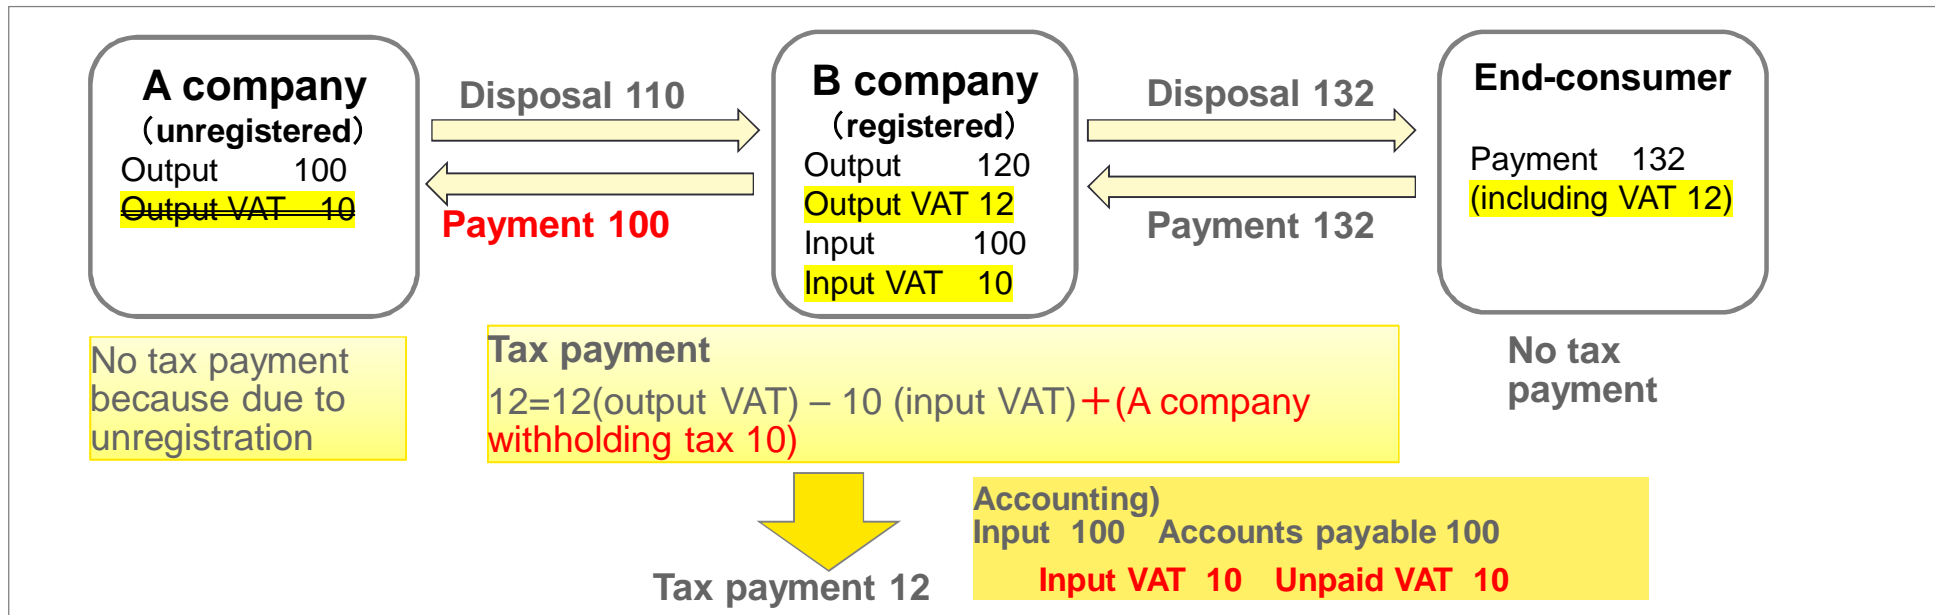 A company
（unregistered）
Output 100
Output VAT 10
Disposal 110
Payment 100
B company
（registered）
Output 120
Output VAT 12
Input 100
Input VAT 10
Disposal 132
Payment 132
End-consumer
Payment 132
(including VAT 12)
No tax payment
because due to
unregistration
Tax payment
12=12(output VAT) – 10 (input VAT)＋(A company
withholding tax 10)
No tax
payment
Tax payment 12
Accounting)
Input 100 Accounts payable 100
Input VAT 10 Unpaid VAT 10